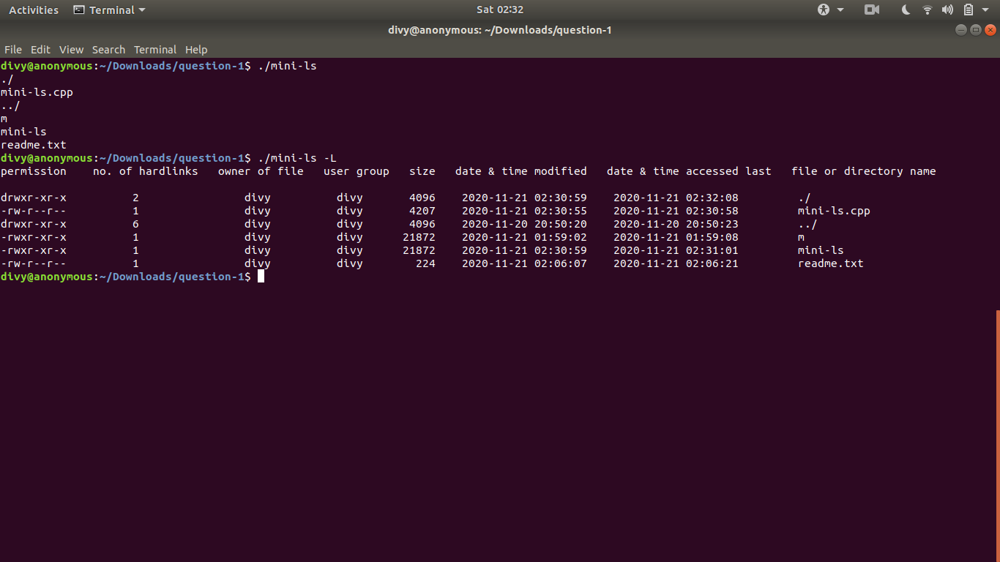 Activities Terminal Sat 02:32
divy@anonymous: ~/Downloads/question-1
File Edit View Search Terminal Help
divy@anonymous:~/Downloads/question-1$ ./mini-ls
./
mini-ls.cpp
../
m
mini-ls
readme.txt
divy@anonymous:~/Downloads/question-1$ ./mini-ls -L
permission    no. of hardlinks   owner of file   user group   size   date & time modified   date & time accessed last   file or directory name
drwxr-xr-x          2                divy          divy       4096    2020-11-21 02:30:59    2020-11-21 02:32:08         ./
-rw-r--r--          1                divy          divy       4207    2020-11-21 02:30:55    2020-11-21 02:30:58         mini-ls.cpp
drwxr-xr-x          6                divy          divy       4096    2020-11-20 20:50:20    2020-11-20 20:50:23         ../
-rwxr-xr-x          1                divy          divy      21872    2020-11-21 01:59:02    2020-11-21 01:59:08         m
-rwxr-xr-x          1                divy          divy      21872    2020-11-21 02:30:59    2020-11-21 02:31:01         mini-ls
-rw-r--r--          1                divy          divy        224    2020-11-21 02:06:07    2020-11-21 02:06:21         readme.txt
divy@anonymous:~/Downloads/question-1$